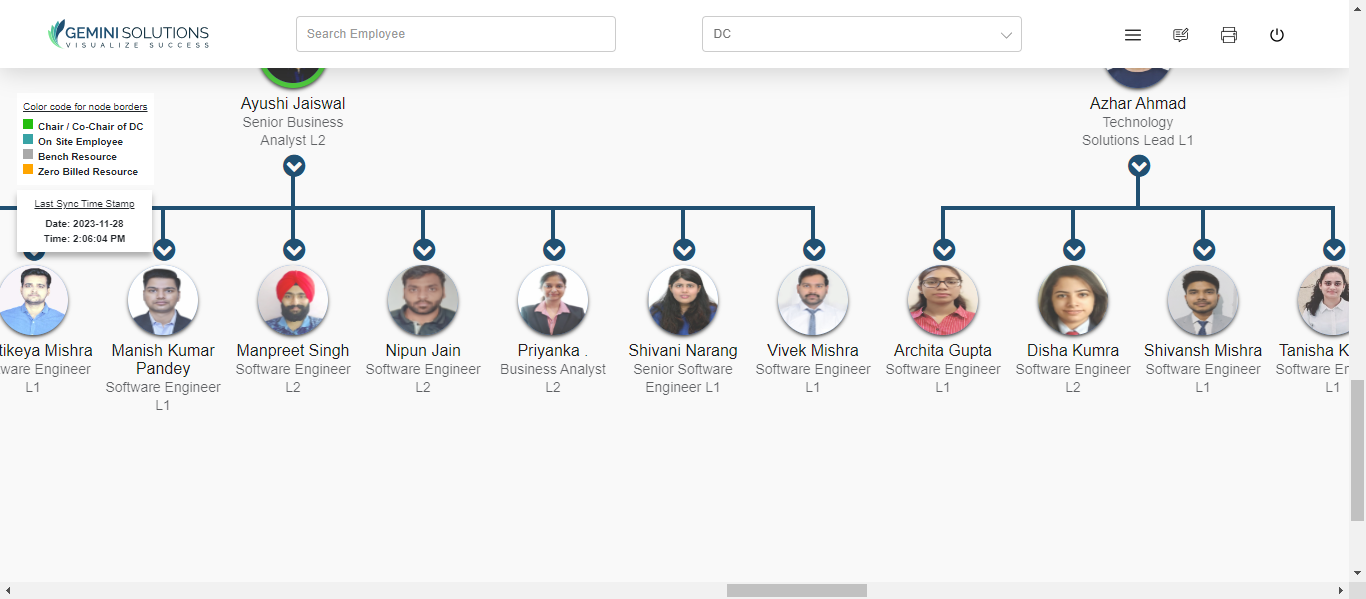 GEMINI SOLUTIONS
VISUALIZE SUCCESS
Search Employee
DC
Ayushi Jaiswal
Senior Business
Analyst L2
Azhar Ahmad
Technology
Solutions Lead L1
Color code for node borders
Chair / Co-Chair of DC
On Site Employee
Bench Resource
Zero Billed Resource
Last Sync Time Stamp
Date: 2023-11-28
Time: 2:06:04 PM
tikeya Mishra
ware Engineer
L1
Manish Kumar
Pandey
Software Engineer
L1
Manpreet Singh
Software Engineer
L2
Nipun Jain
Software Engineer
L2
Priyanka .
Business Analyst
L2
Shivani Narang
Senior Software
Engineer L1
Vivek Mishra
Software Engineer
L1
Archita Gupta
Software Engineer
L1
Disha Kumra
Software Engineer
L2
Shivansh Mishra
Software Engineer
L1
Tanisha K
Software Er
L1